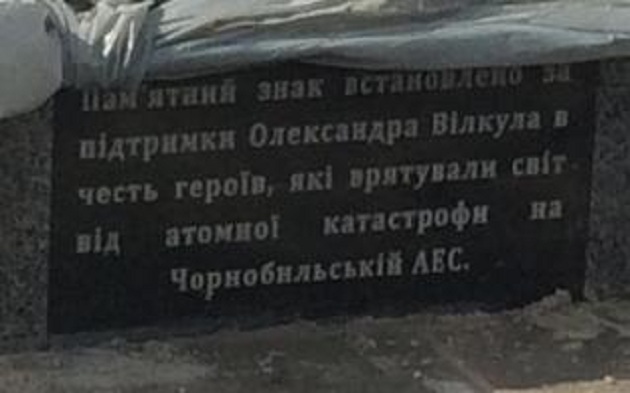 Пам'ятний знак встановлено за
підтримки Олександра Вілкула в
честь героїв, які врятували світ
від атомної катастрофи на
Чорнобильській АЕС.